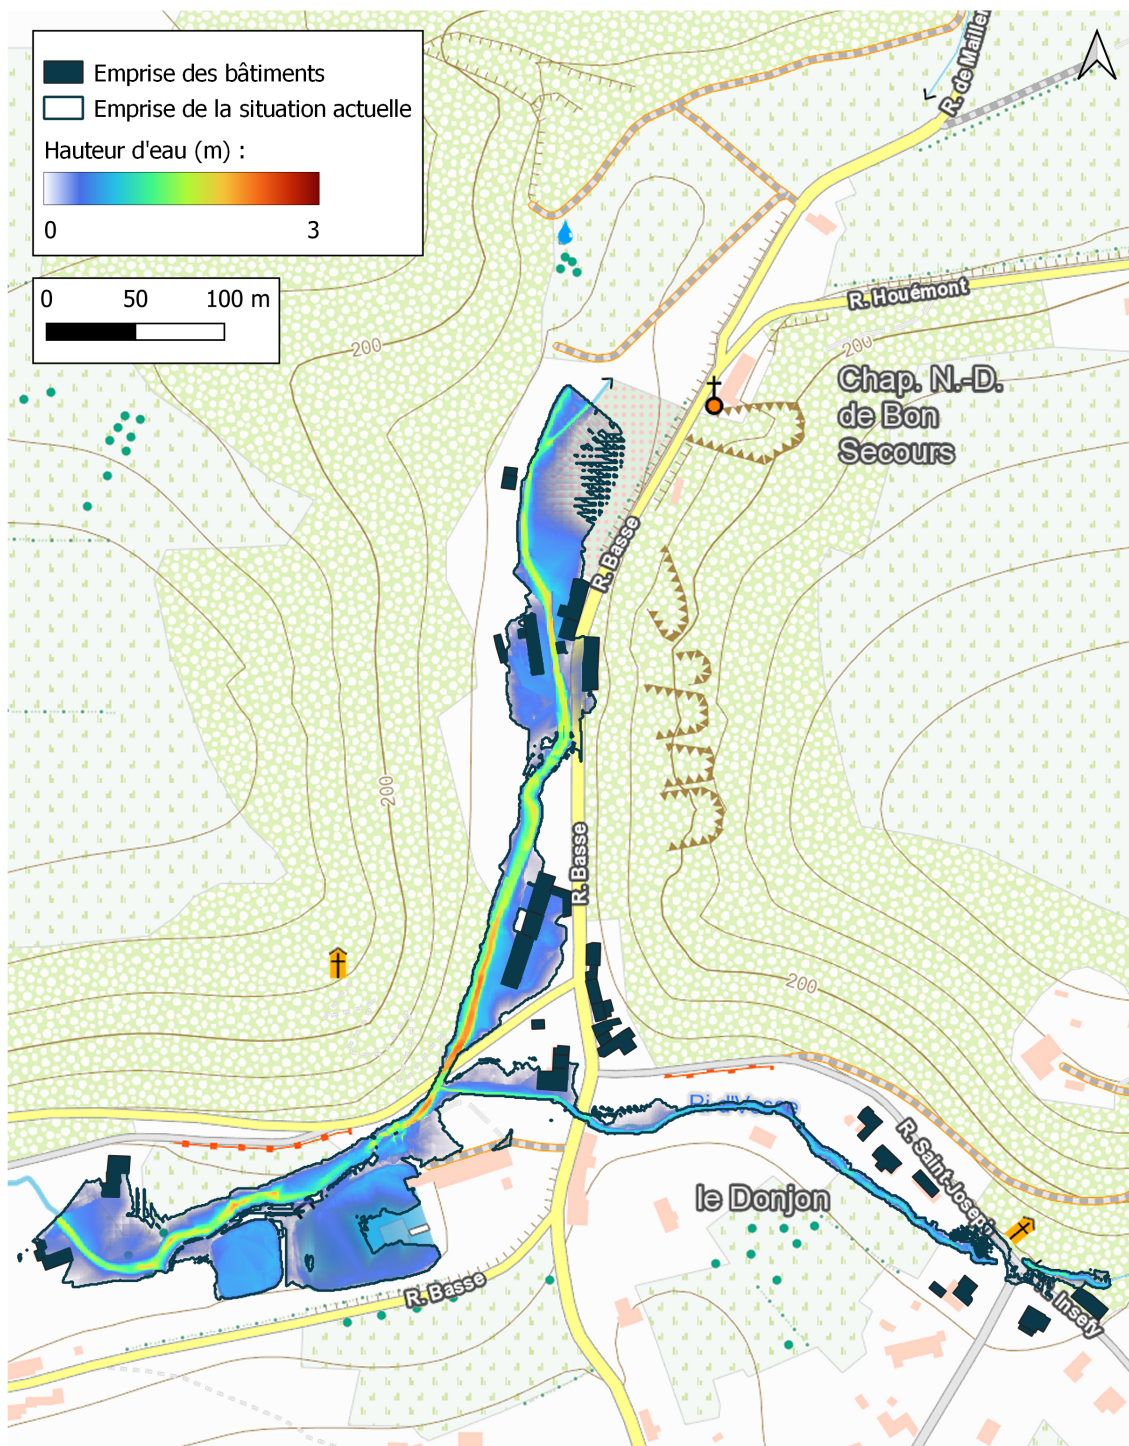 Emprise des bâtiments
Emprise de la situation actuelle
Hauteur d'eau (m) :
0 3
0 50 100 m
R. de Mailler
R. Houémont
200
200
Chap. N.-D.
de Bon
Secours
R. Basse
200
R. Basse
200
R. Saint-Joseph
le Donjon
R. Basse
R. Insefy